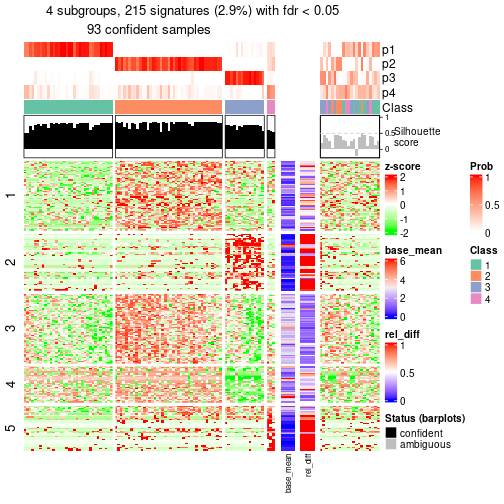 4 subgroups, 215 signatures (2.9%) with fdr < 0.05
93 confident samples
p1
p2
p3
p4
Class
1
0.5
0
Silhouette
score
1
2
3
4
5
base_mean
rel_diff
z-score
2
1
0
-1
-2
base_mean
6
4
2
0
rel_diff
1
0.5
0
Status (barplots)
confident
ambiguous
Prob
1
0.5
0
Class
1
2
3
4